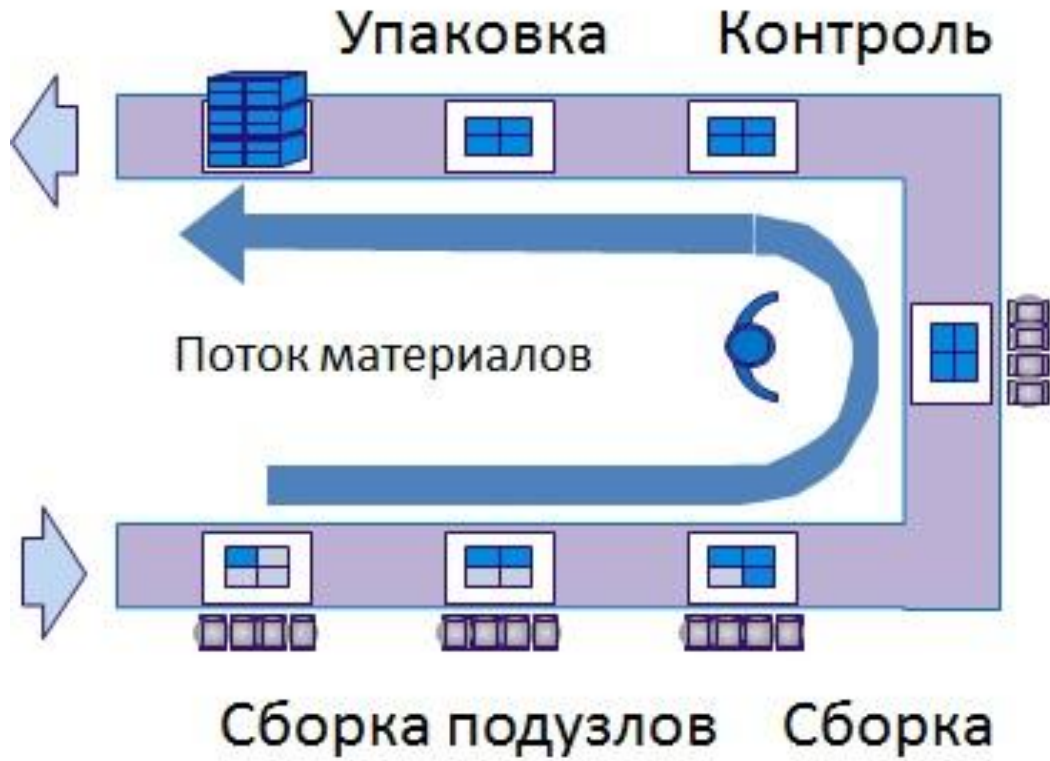 Упаковка Контроль
Поток материалов
Сборка подузлов Сборка